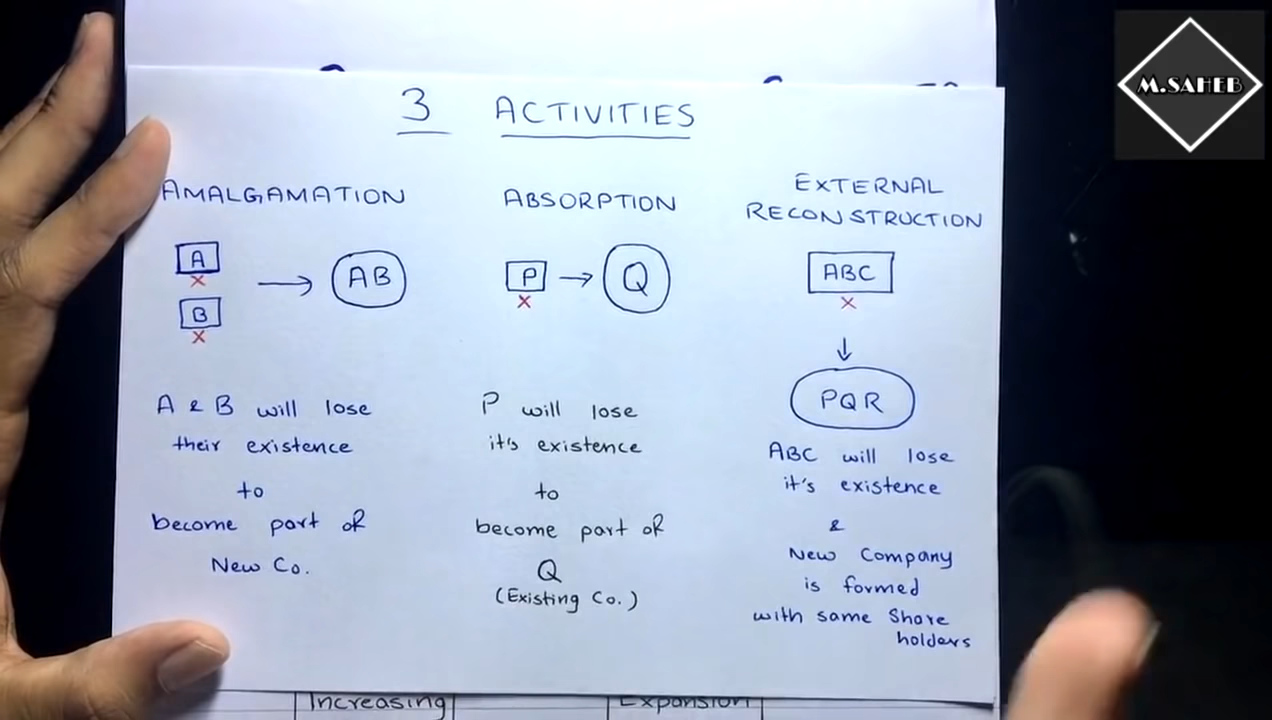 M.SAHEB
3 ACTIVITIES
AMALGAMATION
A
×
B
×
AB
A & B will lose
their existence
to
become part of
New Co.
ABSORPTION
P
×
Q
P will lose
it's existence
to
become part of
Q
(Existing Co.)
EXTERNAL
RECONSTRUCTION
ABC
×
PQR
ABC will lose
it's existence
&
New Company
is formed
with same Share
holders
Increasing
Expansion